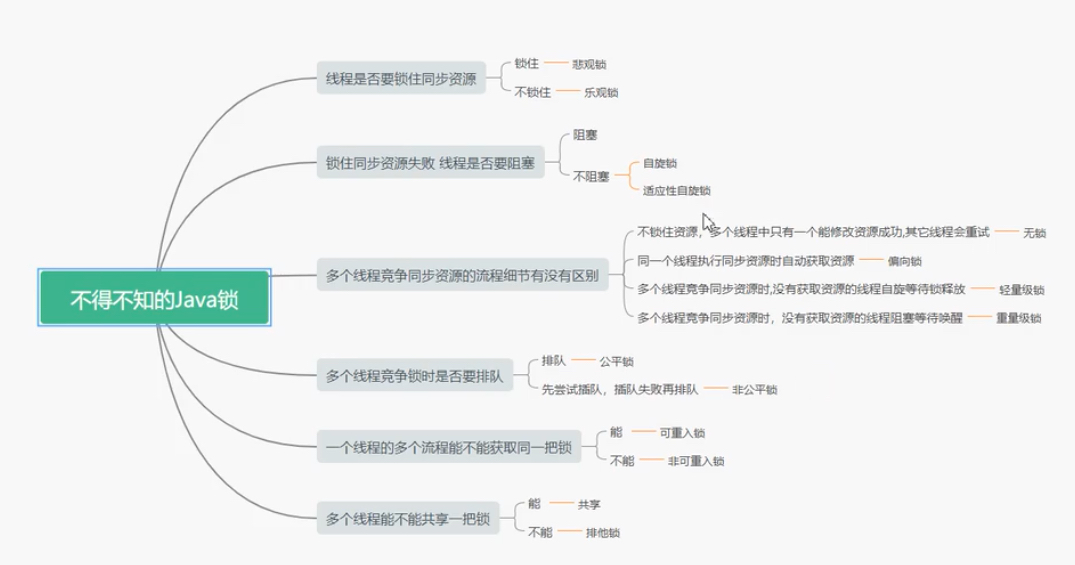 不得不知的Java锁
线程是否要锁住同步资源
锁住
悲观锁
不锁住
乐观锁
锁住同步资源失败 线程是否要阻塞
阻塞
不阻塞
自旋锁
适应性自旋锁
多个线程竞争同步资源的流程细节有没有区别
不锁住资源，多个线程中只有一个能修改资源成功,其它线程会重试
无锁
同一个线程执行同步资源时自动获取资源
偏向锁
多个线程竞争同步资源时,没有获取资源的线程自旋等待锁释放
轻量级锁
多个线程竞争同步资源时，没有获取资源的线程阻塞等待唤醒
重量级锁
多个线程竞争锁时是否要排队
排队
公平锁
先尝试插队，插队失败再排队
非公平锁
一个线程的多个流程能不能获取同一把锁
能
可重入锁
不能
非可重入锁
多个线程能不能共享一把锁
能
共享
不能
排他锁